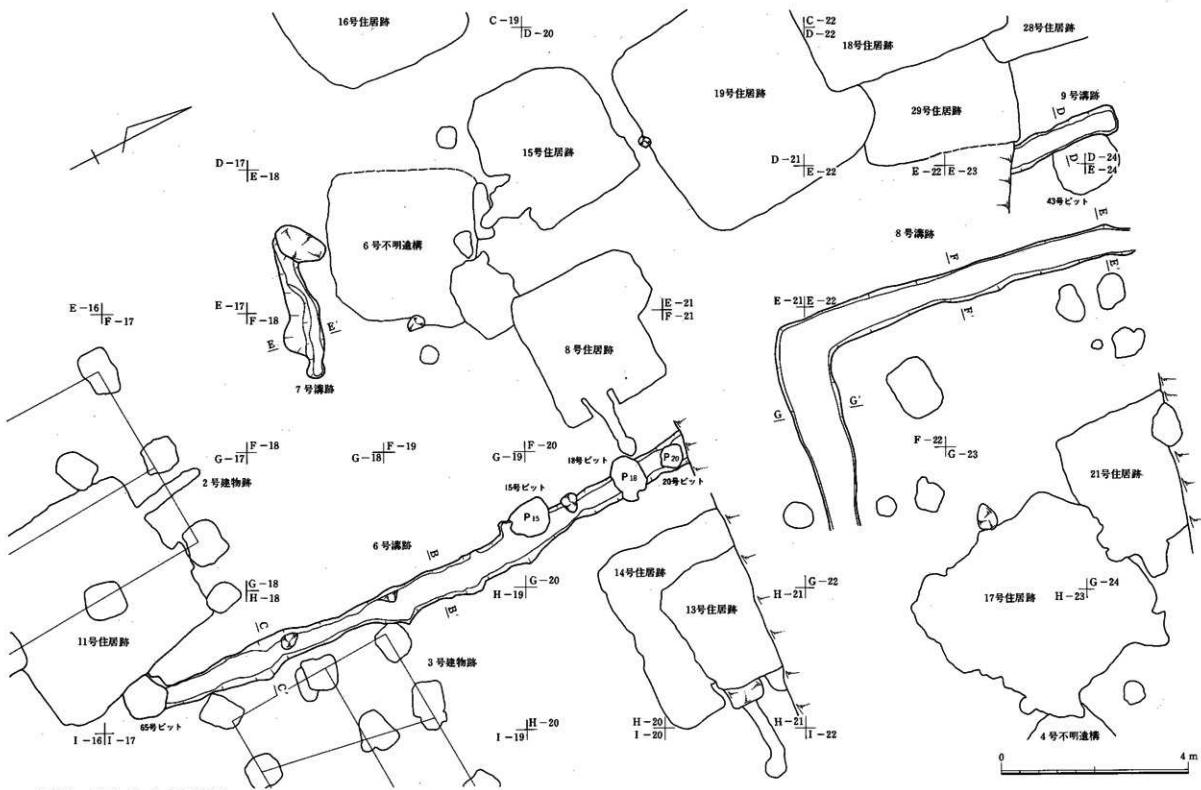 16号住居跡
C-19
D-20
C-22
D-22
18号住居跡
28号住居跡
19号住居跡
29号住居跡
9号溝跡
D
15号住居跡
D-17
E-18
D-21
E-22
E-22 E-23
D'
D-24
E-24
43号ピット
6号不明遺構
8号溝跡
E
F
E'
E-16
F-17
E-17
F-18
E-21
F-21
E-21 E-22
F'
E
E'
8号住居跡
7号溝跡
G
G'
F-18
G-17
F-19
G-18
F-20
G-19
18号ピット
P20
P18
20号ピット
F-22
G-23
21号住居跡
2号建物跡
15号ピット
P15
6号溝跡
B
B'
G-18
H-18
G-20
H-19
14号住居跡
G-22
H-21
G-24
H-23
17号住居跡
13号住居跡
11号住居跡
C
C'
3号建物跡
65号ピット
I-16 I-17
H-20
I-19
H-20
I-20
H-21
I-22
4号不明遺構
0 4m